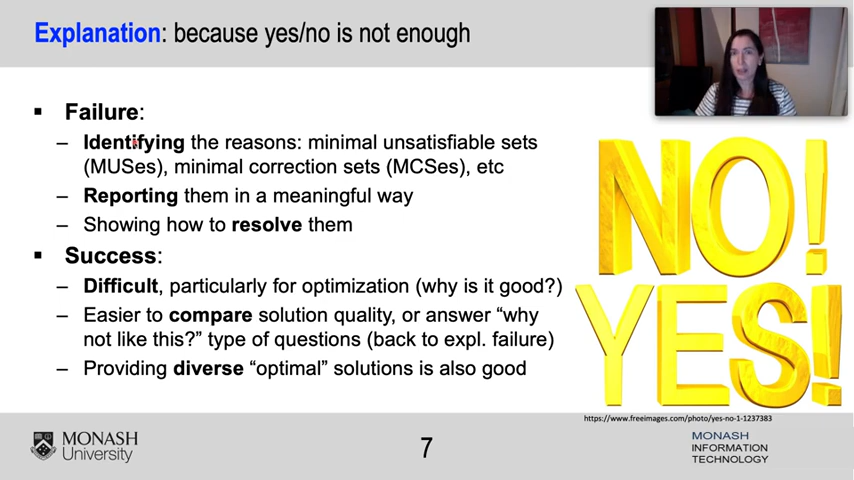 Explanation: because yes/no is not enough
▪ Failure:
– Identifying the reasons: minimal unsatisfiable sets
(MUSes), minimal correction sets (MCSes), etc
– Reporting them in a meaningful way
– Showing how to resolve them
▪ Success:
– Difficult, particularly for optimization (why is it good?)
– Easier to compare solution quality, or answer “why
not like this?” type of questions (back to expl. failure)
– Providing diverse “optimal” solutions is also good
NO!
YES!
https://www.freeimages.com/photo/yes-no-1-1237383
MONASH
University
7
MONASH
INFORMATION
TECHNOLOGY